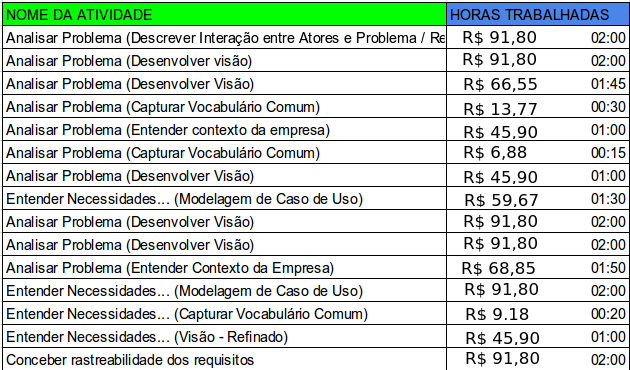 NOME DA ATIVIDADE HORAS TRABALHADAS
Analisar Problema (Descrever Interação entre Atores e Problema / Re R$ 91,80 02:00
Analisar Problema (Desenvolver visão) R$ 91,80 02:00
Analisar Problema (Desenvolver Visão) R$ 66,55 01:45
Analisar Problema (Capturar Vocabulário Comum) R$ 13,77 00:30
Analisar Problema (Entender contexto da empresa) R$ 45,90 01:00
Analisar Problema (Capturar Vocabulário Comum) R$ 6,88 00:15
Analisar Problema (Desenvolver Visão) R$ 45,90 01:00
Entender Necessidades... (Modelagem de Caso de Uso) R$ 59,67 01:30
Analisar Problema (Desenvolver Visão) R$ 91,80 02:00
Analisar Problema (Desenvolver Visão) R$ 91,80 02:00
Analisar Problema (Entender Contexto da Empresa) R$ 68,85 01:50
Entender Necessidades... (Modelagem de Caso de Uso) R$ 91,80 02:00
Entender Necessidades... (Capturar Vocabulário Comum) R$ 9.18 00:20
Entender Necessidades... (Visão - Refinado) R$ 45,90 01:00
Conceber rastreabilidade dos requisitos R$ 91,80 02:00